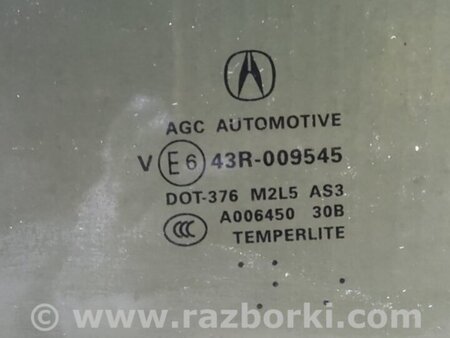 AGC AUTOMOTIVE
V E6 43R-009545
DOT-376 M2L5 AS3
CCC A006450 30B
TEMPERLITE
www.razborki.com